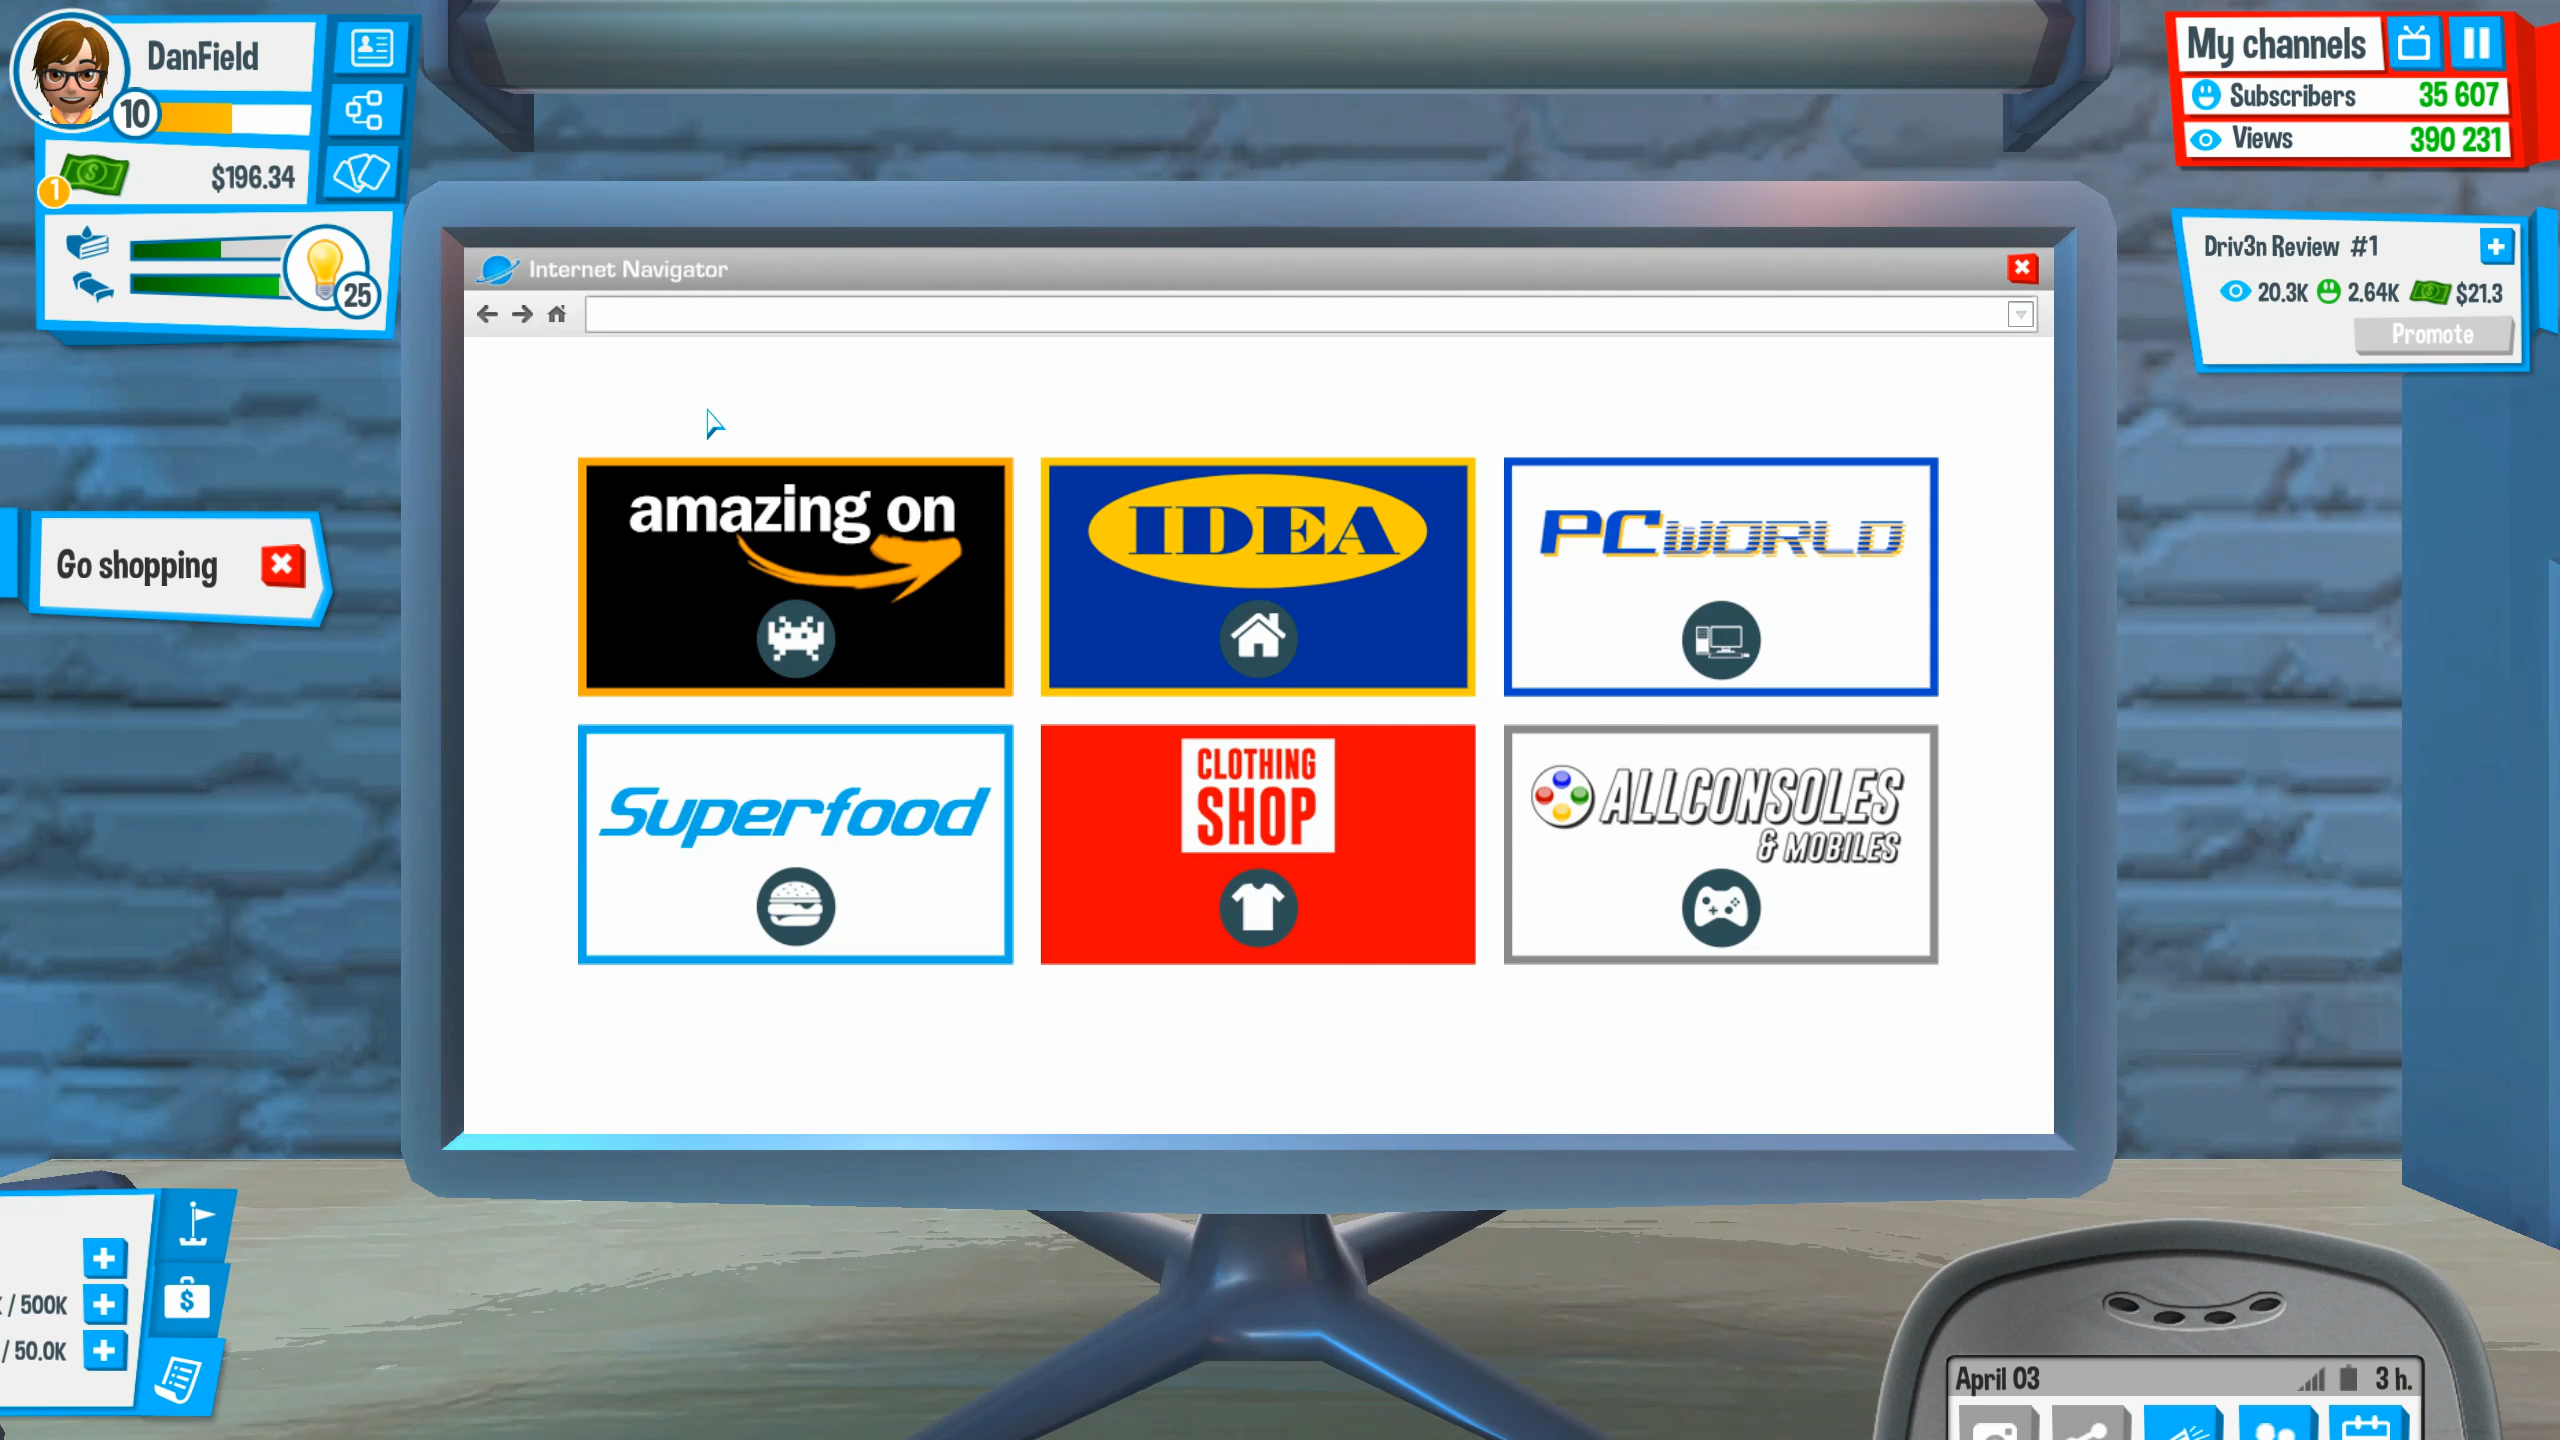 DanField
10
$196.34
1
25
Go shopping
/ 500K
/ 50.0K
Internet Navigator
amazing on
IDEA
PCWORLD
Superfood
CLOTHING
SHOP
ALLCONSOLES
& MOBILES
My channels
Subscribers 35 607
Views 390 231
Driv3n Review #1
20.3K 2.64K $21.3
Promote
April 03 3 h.